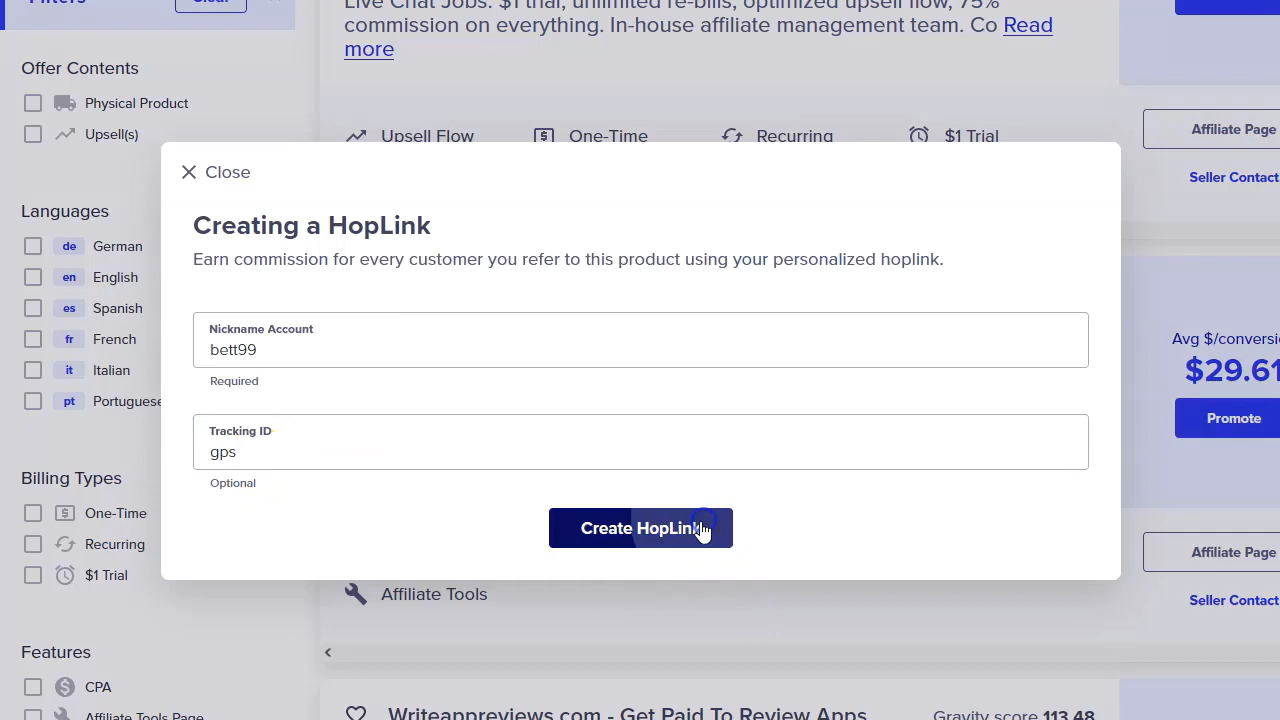 Filters
Clear
Live Chat Jobs. $1 trial, unlimited re-bills, optimized upsell flow, 75%
commission on everything. In-house affiliate management team. Co Read
more
Offer Contents
Physical Product
Upsell(s)
Upsell Flow
One-Time
Recurring
$1 Trial
Affiliate Page
Seller Contact
Close
Creating a HopLink
Earn commission for every customer you refer to this product using your personalized hoplink.
Nickname Account
bett99
Required
Tracking ID
gps
Optional
Create HopLink
Languages
de German
en English
es Spanish
fr French
it Italian
pt Portuguese
Avg $/conversi
$29.61
Promote
Billing Types
One-Time
Recurring
$1 Trial
Affiliate Page
Seller Contact
Affiliate Tools
Features
CPA
Affiliate Tools Page
Writeappreviews.com - Get Paid To Review Apps
Gravity score 113.48